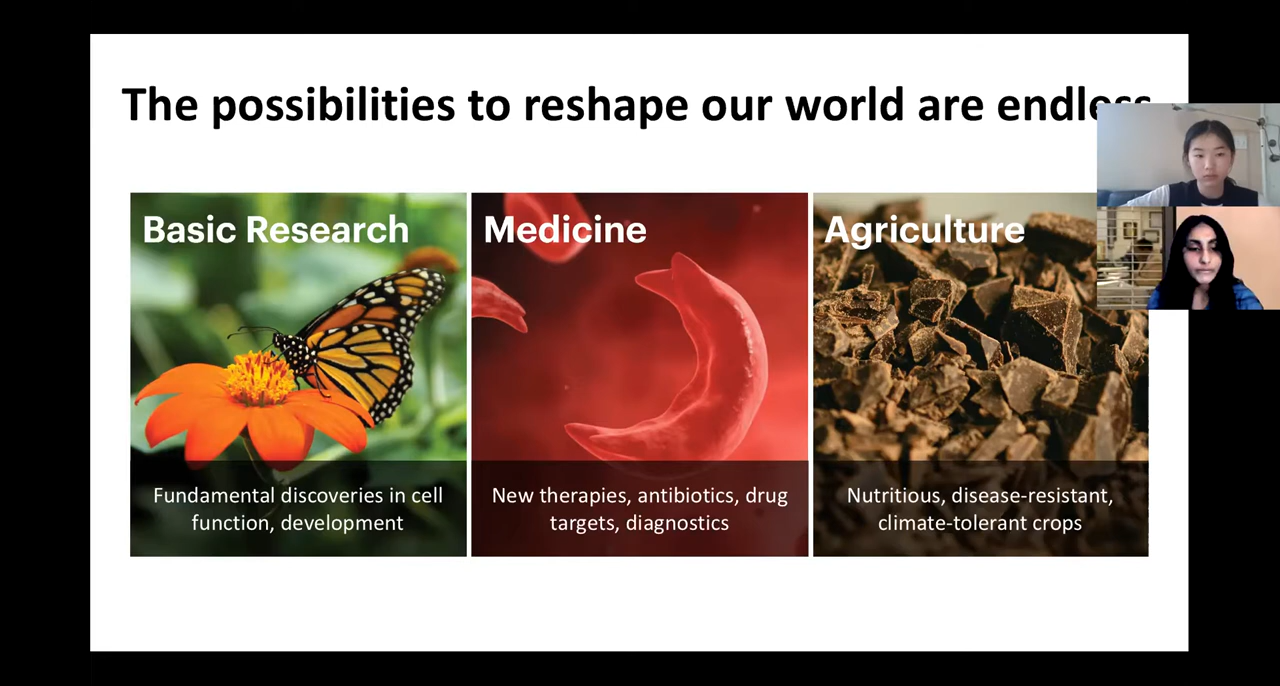 The possibilities to reshape our world are endless
Basic Research
Medicine
Agriculture
Fundamental discoveries in cell
function, development
New therapies, antibiotics, drug
targets, diagnostics
Nutritious, disease-resistant,
climate-tolerant crops